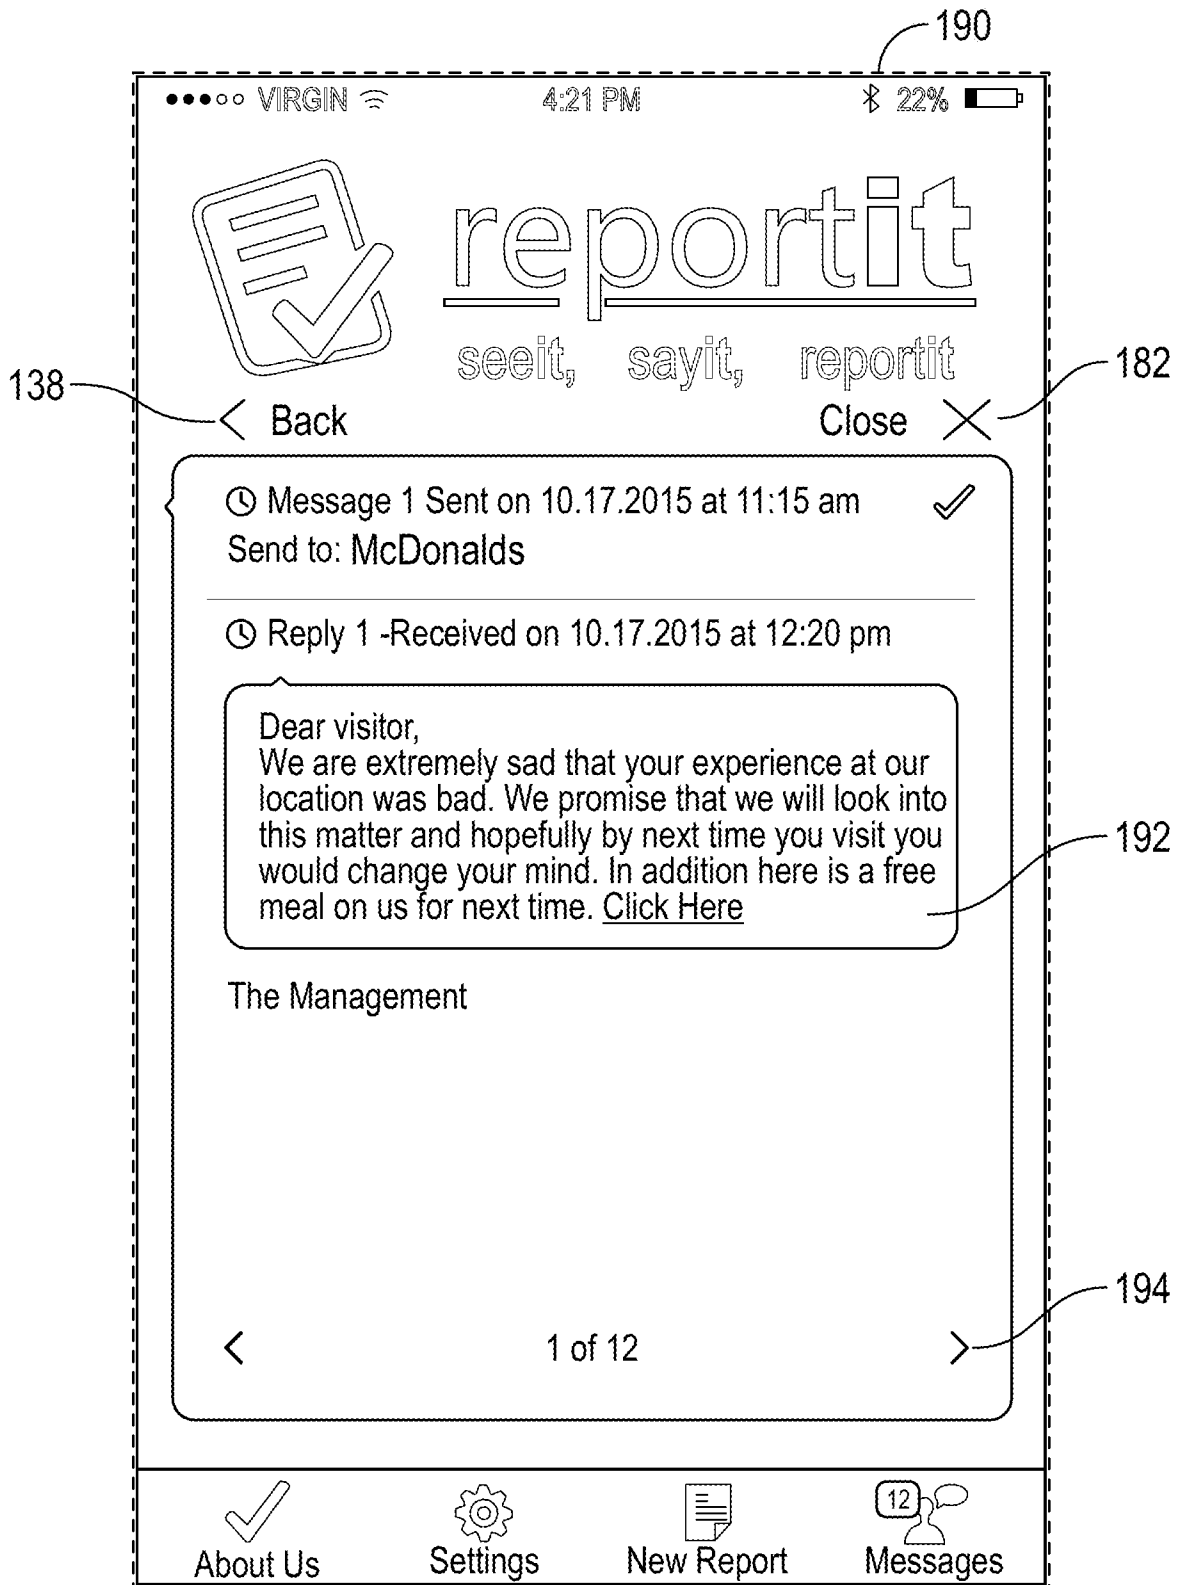 190
VIRGIN 4:21 PM 22%
reportit
seeit, sayit, reportit
182
138
Back Close
Message 1 Sent on 10.17.2015 at 11:15 am
Send to: McDonalds
Reply 1 -Received on 10.17.2015 at 12:20 pm
Dear visitor,
We are extremely sad that your experience at our
location was bad. We promise that we will look into
this matter and hopefully by next time you visit you
would change your mind. In addition here is a free
meal on us for next time. Click Here
192
The Management
194
1 of 12
12
About Us Settings New Report Messages